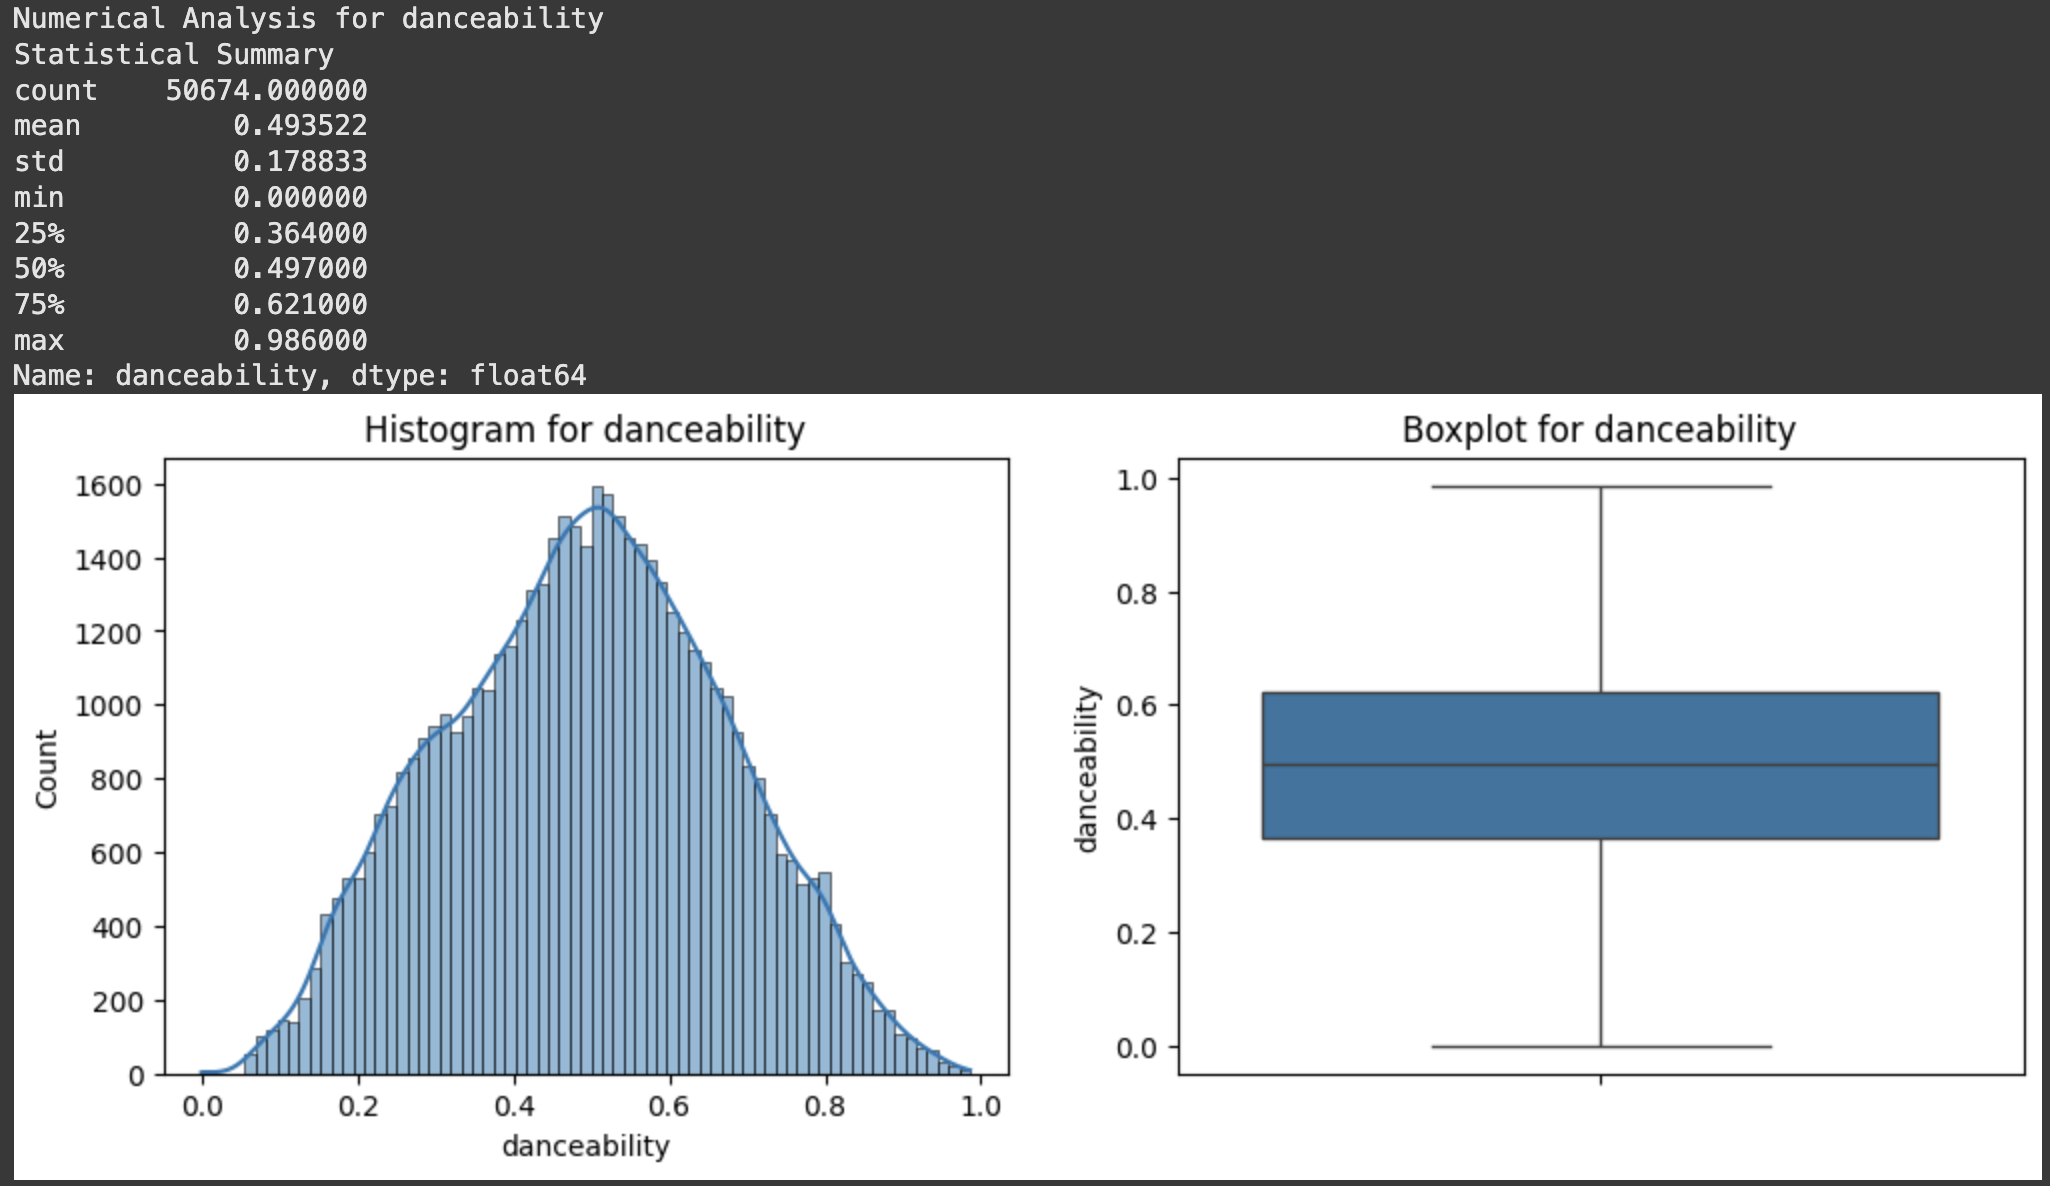 Numerical Analysis for danceability
Statistical Summary
count    50674.000000
mean         0.493522
std          0.178833
min          0.000000
25%          0.364000
50%          0.497000
75%          0.621000
max          0.986000
Name: danceability, dtype: float64
Histogram for danceability
1600
1400
1200
1000
800
600
400
200
0
Count
0.0 0.2 0.4 0.6 0.8 1.0
danceability
Boxplot for danceability
1.0
0.8
0.6
0.4
0.2
0.0
danceability